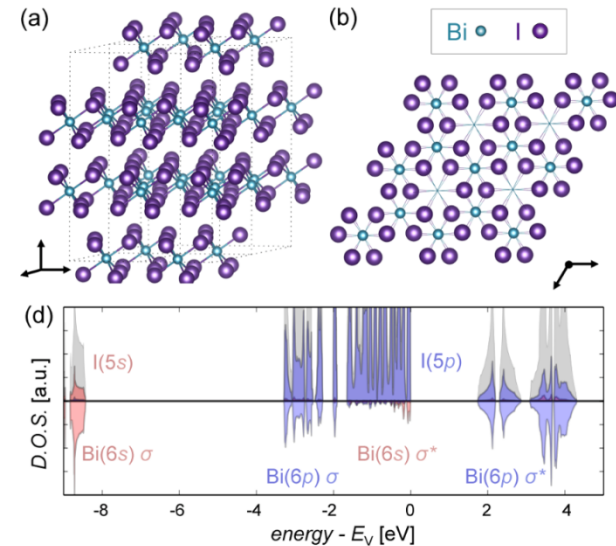 (a)
(b)
Bi
I
(d)
D.O.S. [a.u.]
I(5s)
I(5p)
Bi(6s) σ
Bi(6p) σ
Bi(6s) σ*
Bi(6p) σ*
-8
-6
-4
-2
0
2
4
energy - E_V [eV]